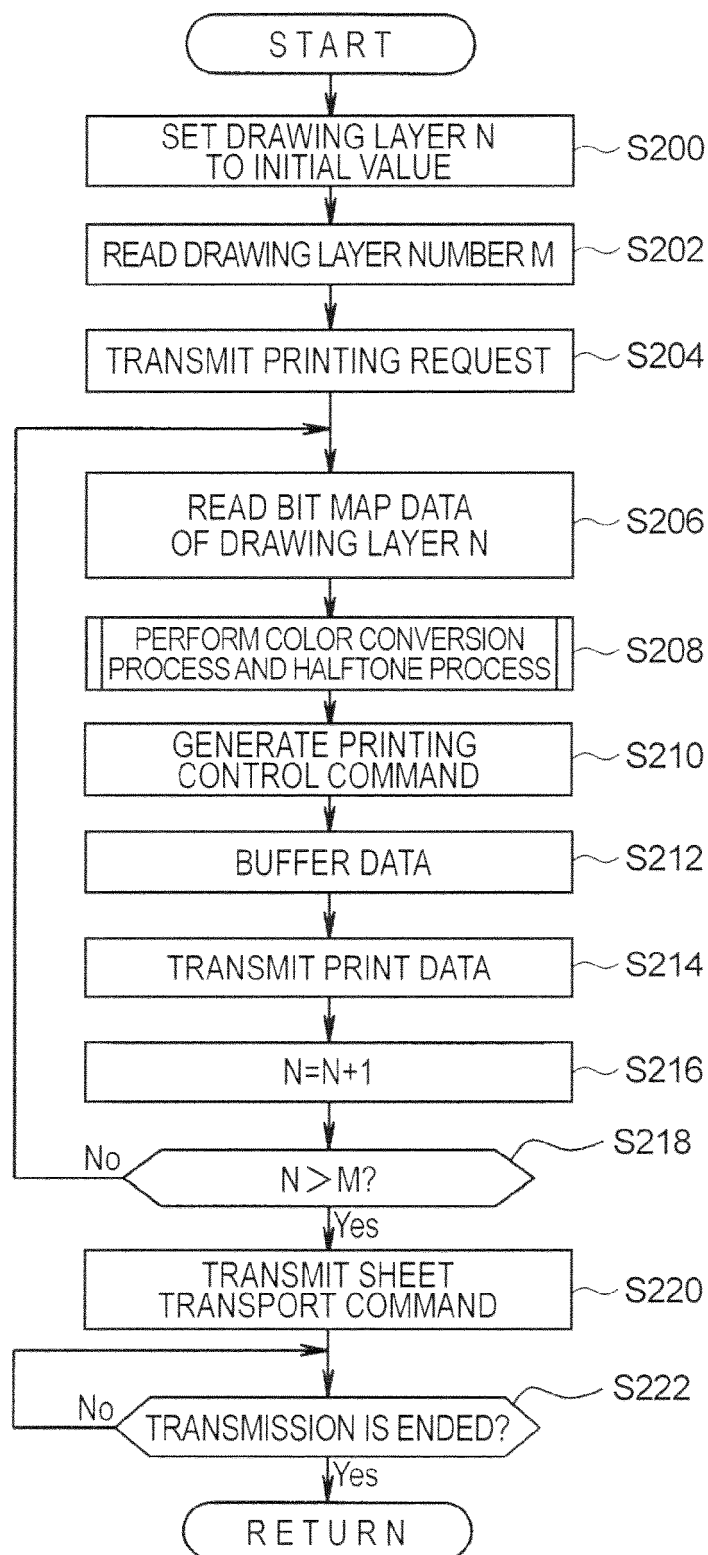 START
SET DRAWING LAYER N
TO INITIAL VALUE
S200
READ DRAWING LAYER NUMBER M
S202
TRANSMIT PRINTING REQUEST
S204
READ BIT MAP DATA
OF DRAWING LAYER N
S206
PERFORM COLOR CONVERSION
PROCESS AND HALFTONE PROCESS
S208
GENERATE PRINTING
CONTROL COMMAND
S210
BUFFER DATA
S212
TRANSMIT PRINT DATA
S214
N=N+1
S216
S218
No
N>M?
Yes
TRANSMIT SHEET
TRANSPORT COMMAND
S220
S222
No
TRANSMISSION IS ENDED?
Yes
RETURN